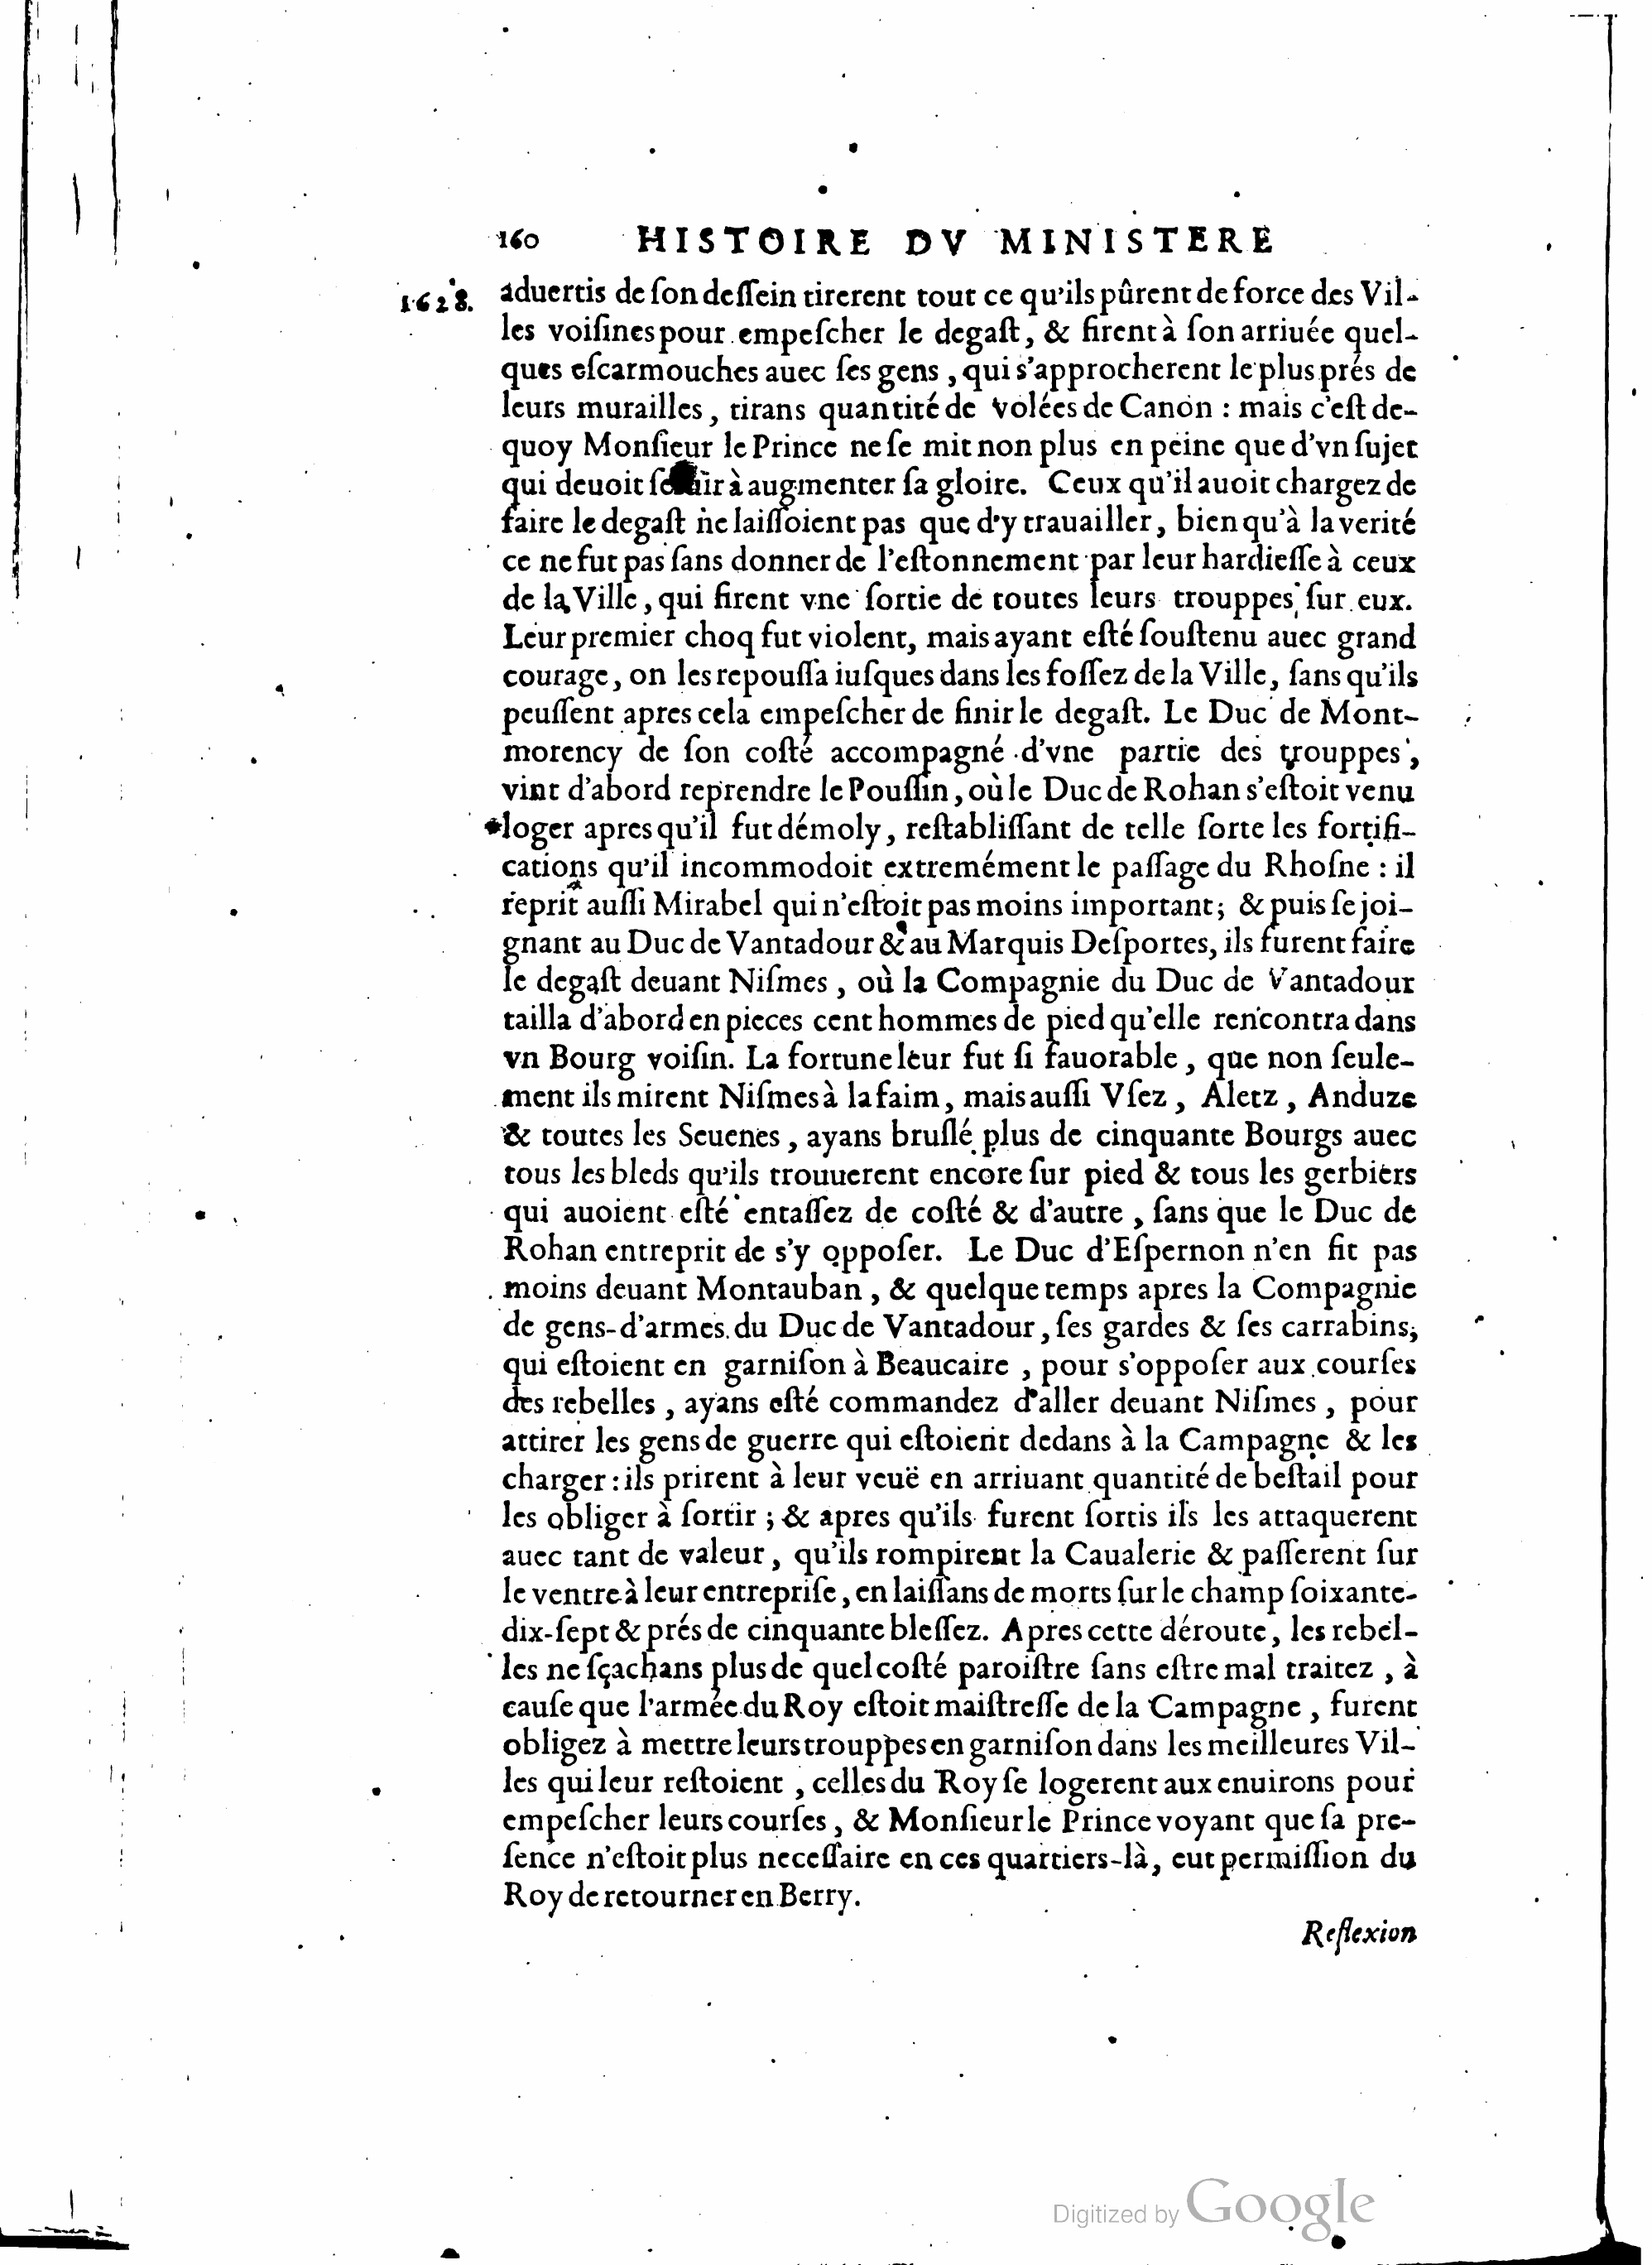 160 HISTOIRE DV MINISTERE
1628. aduertis de ſon deſſein tirerent tout ce qu'ils pûrent de force des Vil-
les voiſines pour empeſcher le degaſt, & firent à ſon arriuée quel-
ques eſcarmouches auec ſes gens, qui s'approcherent le plus prés de
leurs murailles, tirans quantité de volées de Canon : mais c'eſt de-
quoy Monſieur le Prince ne ſe mit non plus en peine que d'vn ſujet
qui deuoit à augmenter ſa gloire. Ceux qu'il auoit chargez de
faire le degaſt ne laiſſoient pas que d'y trauailler, bien qu'à la verité
ce ne fut pas ſans donner de l'eſtonnement par leur hardieſſe à ceux
de la Ville, qui firent vne ſortie de toutes leurs trouppes ſur eux.
Leur premier choq fut violent, mais ayant eſté ſouſtenu auec grand
courage, on les repouſſa iuſques dans les foſſez de la Ville, ſans qu'ils
peuſſent apres cela empeſcher de finir le degaſt. Le Duc de Mont-
morency de ſon coſté accompagné d'vne partie des trouppes,
vint d'abord reprendre le Pouſſin, où le Duc de Rohan s'eſtoit venu
loger apres qu'il fut démoly, reſtabliſſant de telle ſorte les fortifi-
cations qu'il incommodoit extremément le paſſage du Rhoſne : il
reprit auſſi Mirabel qui n'eſtoit pas moins important; & puis ſe joi-
gnant au Duc de Vantadour & au Marquis Deſportes, ils furent faire
le degaſt deuant Niſmes, où la Compagnie du Duc de Vantadour
tailla d'abord en pieces cent hommes de pied qu'elle rencontra dans
vn Bourg voiſin. La fortune leur fut ſi fauorable, que non ſeule-
ment ils mirent Niſmes à la faim, mais auſſi Vſez, Aletz, Anduze
& toutes les Seuenes, ayans bruſlé plus de cinquante Bourgs auec
tous les bleds qu'ils trouuerent encore ſur pied & tous les gerbiers
qui auoient eſté entaſſez de coſté & d'autre, ſans que le Duc de
Rohan entreprit de s'y oppoſer. Le Duc d'Eſpernon n'en fit pas
moins deuant Montauban, & quelque temps apres la Compagnie
de gens-d'armes du Duc de Vantadour, ſes gardes & ſes carrabins,
qui eſtoient en garniſon à Beaucaire, pour s'oppoſer aux courſes
des rebelles, ayans eſté commandez d'aller deuant Niſmes, pour
attirer les gens de guerre qui eſtoient dedans à la Campagne & les
charger : ils prirent à leur veuë en arriuant quantité de beſtail pour
les obliger à ſortir ; & apres qu'ils furent ſortis ils les attaquerent
auec tant de valeur, qu'ils rompirent la Caualerie & paſſerent ſur
le ventre à leur entrepriſe, en laiſſans de morts ſur le champ ſoixante-
dix-ſept & prés de cinquante bleſſez. Apres cette déroute, les rebel-
les ne ſçachans plus de quel coſté paroiſtre ſans eſtre mal traitez, à
cauſe que l'armée du Roy eſtoit maiſtreſſe de la Campagne, furent
obligez à mettre leurs trouppes en garniſon dans les meilleures Vil-
les qui leur reſtoient, celles du Roy ſe logerent aux enuirons pour
empeſcher leurs courſes, & Monſieur le Prince voyant que ſa pre-
ſence n'eſtoit plus neceſſaire en ces quartiers-là, eut permiſſion du
Roy de retourner en Berry.
Reflexion
Digitized by Google